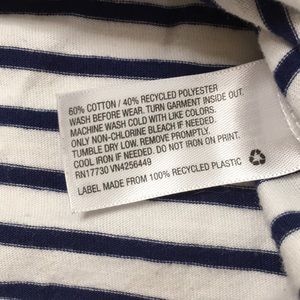 60% COTTON / 40% RECYCLED POLYESTER
WASH BEFORE WEAR. TURN GARMENT INSIDE OUT.
MACHINE WASH COLD WITH LIKE COLORS.
ONLY NON-CHLORINE BLEACH IF NEEDED.
TUMBLE DRY LOW. REMOVE PROMPTLY.
COOL IRON IF NEEDED. DO NOT IRON ON PRINT.
RN17730 VN4256449
LABEL MADE FROM 100% RECYCLED PLASTIC